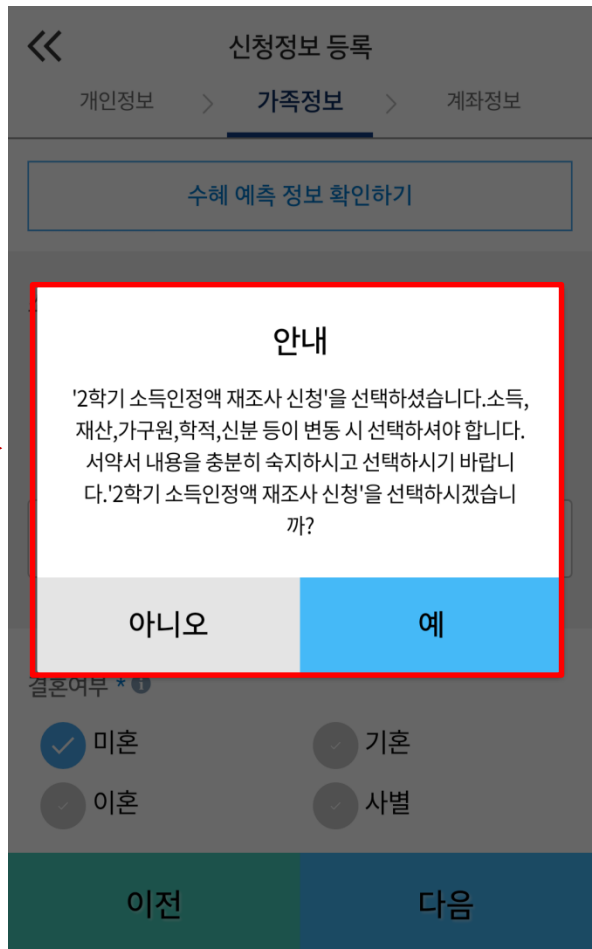 신청정보 등록
개인정보 > 가족정보 > 계좌정보
수혜 예측 정보 확인하기
안내
'2학기 소득인정액 재조사 신청'을 선택하셨습니다.소득,
재산,가구원,학적,신분 등이 변동 시 선택하셔야 합니다.
서약서 내용을 충분히 숙지하시고 선택하시기 바랍니
다.'2학기 소득인정액 재조사 신청'을 선택하시겠습니
까?
아니오 예
결혼여부 *
미혼 기혼
이혼 사별
이전 다음